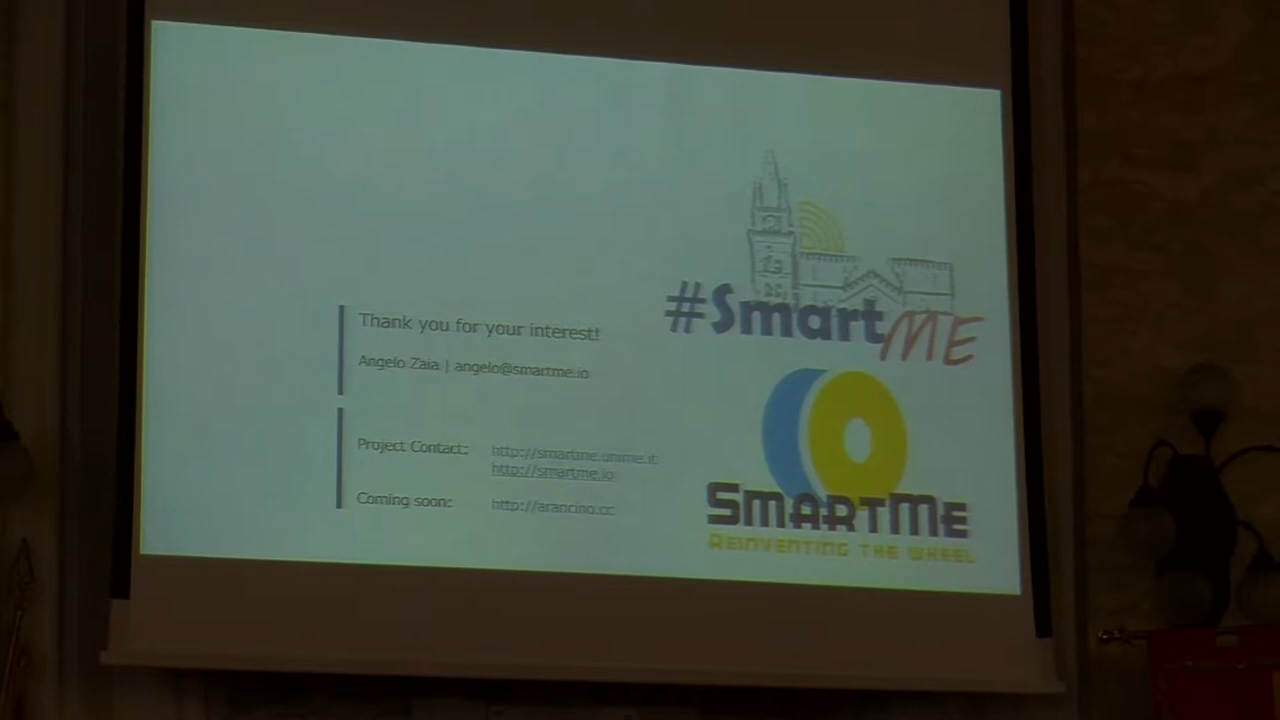 Thank you for your interest!
Angelo Zaia | angelo@smartme.io
Project Contact: http://smartme.unime.it
http://smartme.io
Coming soon: http://arancino.cc
#SmartME
SMARTME
REINVENTING THE WHEEL